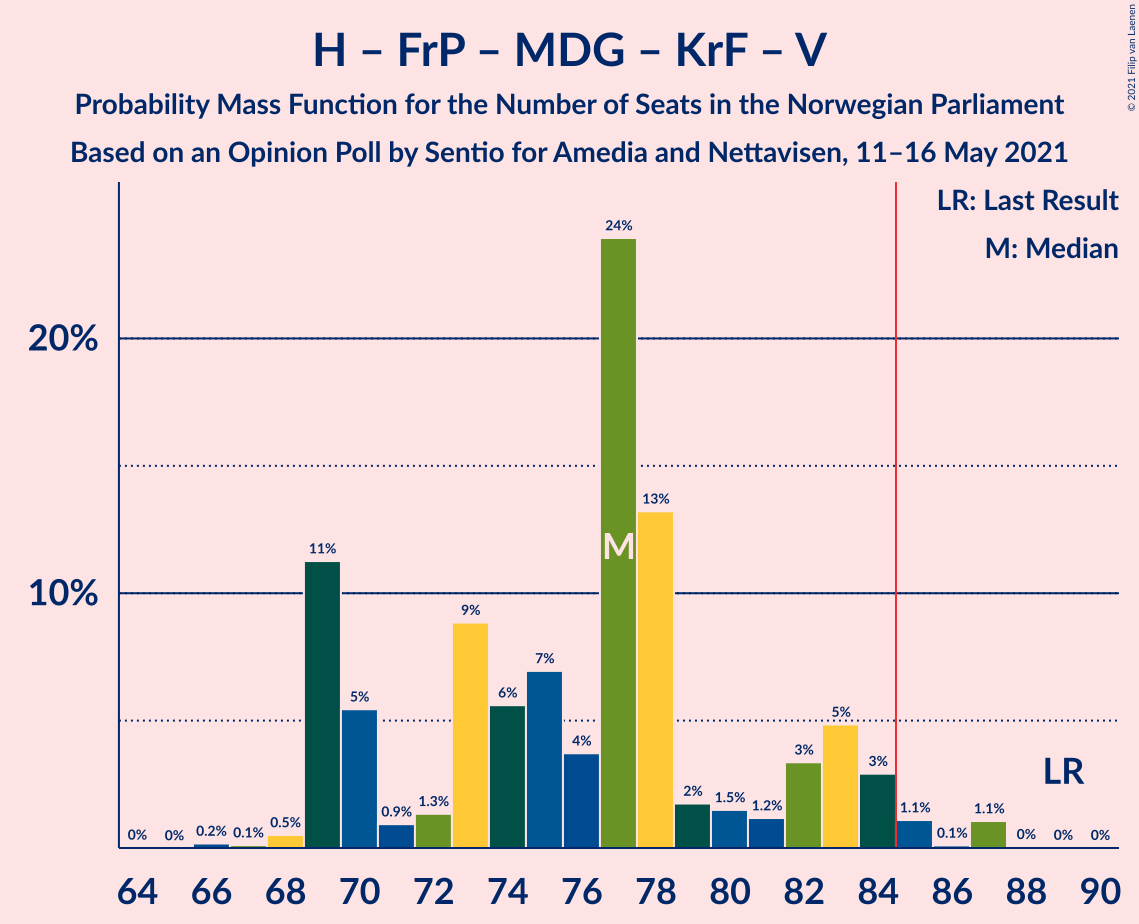 H – FrP – MDG – KrF – V
Probability Mass Function for the Number of Seats in the Norwegian Parliament
Based on an Opinion Poll by Sentio for Amedia and Nettavisen, 11–16 May 2021
© 2021 Filip van Laenen
LR: Last Result
M: Median
20%
10%
0% 0% 0.2% 0.1% 0.5% 11% 5% 0.9% 1.3% 9% 6% 7% 4% 24% 13% 2% 1.5% 1.2% 3% 5% 3% 1.1% 0.1% 1.1% 0% 0% 0%
M
LR
64 66 68 70 72 74 76 78 80 82 84 86 88 90